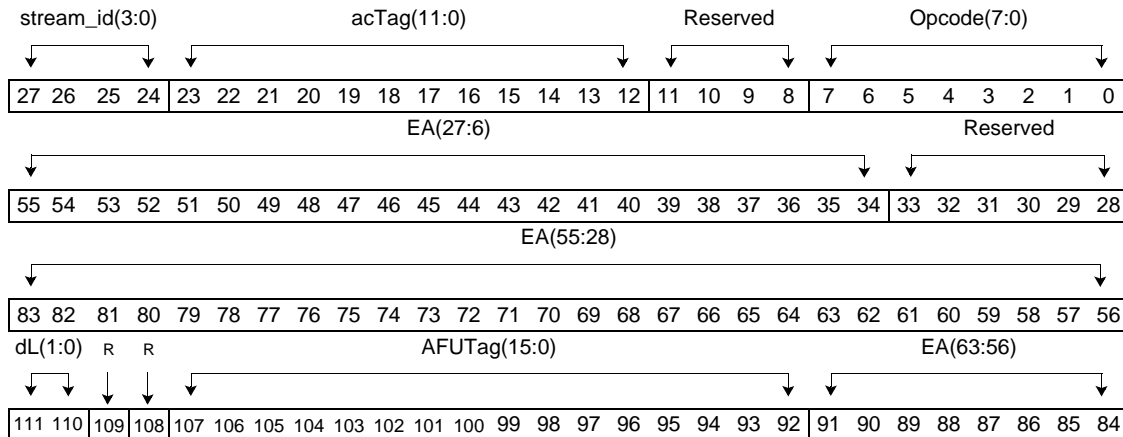 stream_id(3:0) acTag(11:0) Reserved Opcode(7:0)
27 26 25 24 23 22 21 20 19 18 17 16 15 14 13 12 11 10 9 8 7 6 5 4 3 2 1 0
EA(27:6) Reserved
55 54 53 52 51 50 49 48 47 46 45 44 43 42 41 40 39 38 37 36 35 34 33 32 31 30 29 28
EA(55:28)
83 82 81 80 79 78 77 76 75 74 73 72 71 70 69 68 67 66 65 64 63 62 61 60 59 58 57 56
dL(1:0) R R AFUTag(15:0) EA(63:56)
111 110 109 108 107 106 105 104 103 102 101 100 99 98 97 96 95 94 93 92 91 90 89 88 87 86 85 84